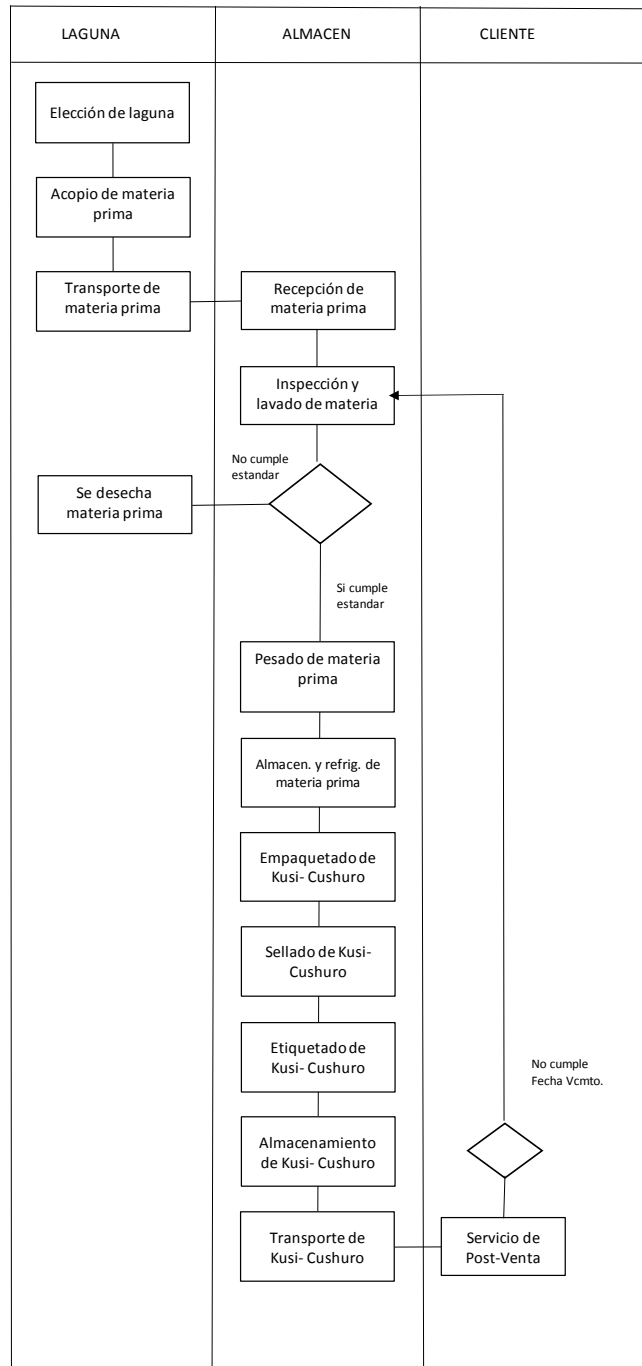 LAGUNA
ALMACEN
CLIENTE
Elección de laguna
Acopio de materia
prima
Transporte de
materia prima
Recepción de
materia prima
Inspección y
lavado de materia
No cumple
estandar
Se desecha
materia prima
Si cumple
estandar
Pesado de materia
prima
Almacen. y refrig. de
materia prima
Empaquetado de
Kusi- Cushuro
Sellado de Kusi-
Cushuro
Etiquetado de
Kusi- Cushuro
No cumple
Fecha Vcmto.
Almacenamiento
de Kusi- Cushuro
Transporte de
Kusi- Cushuro
Servicio de
Post-Venta